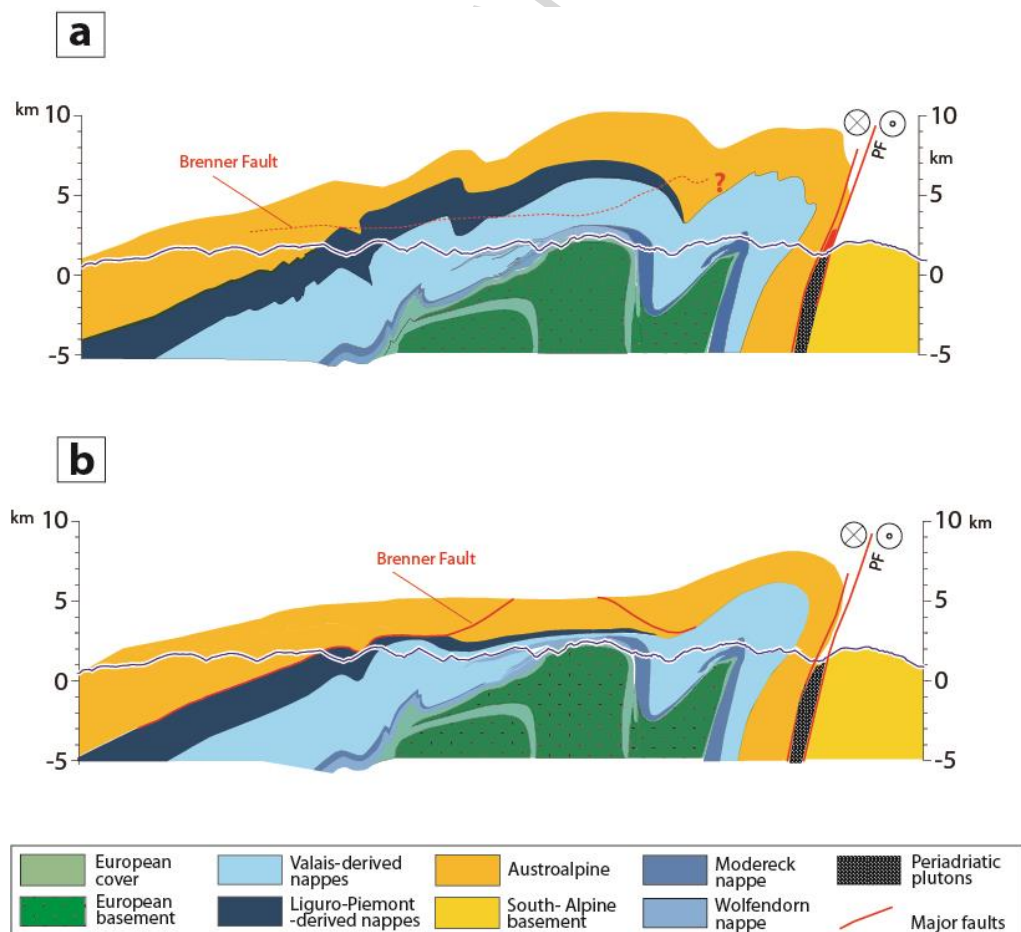 a
km 10
5
0
-5
Brenner Fault
?
PF
10
km
5
0
-5
b
km 10
5
0
-5
Brenner Fault
PF
10 km
5
0
-5
European
cover
European
basement
Valais-derived
nappes
Liguro-Piemont
-derived nappes
Austroalpine
South- Alpine
basement
Modereck
nappe
Wolfendorn
nappe
Periadriatic
plutons
Major faults